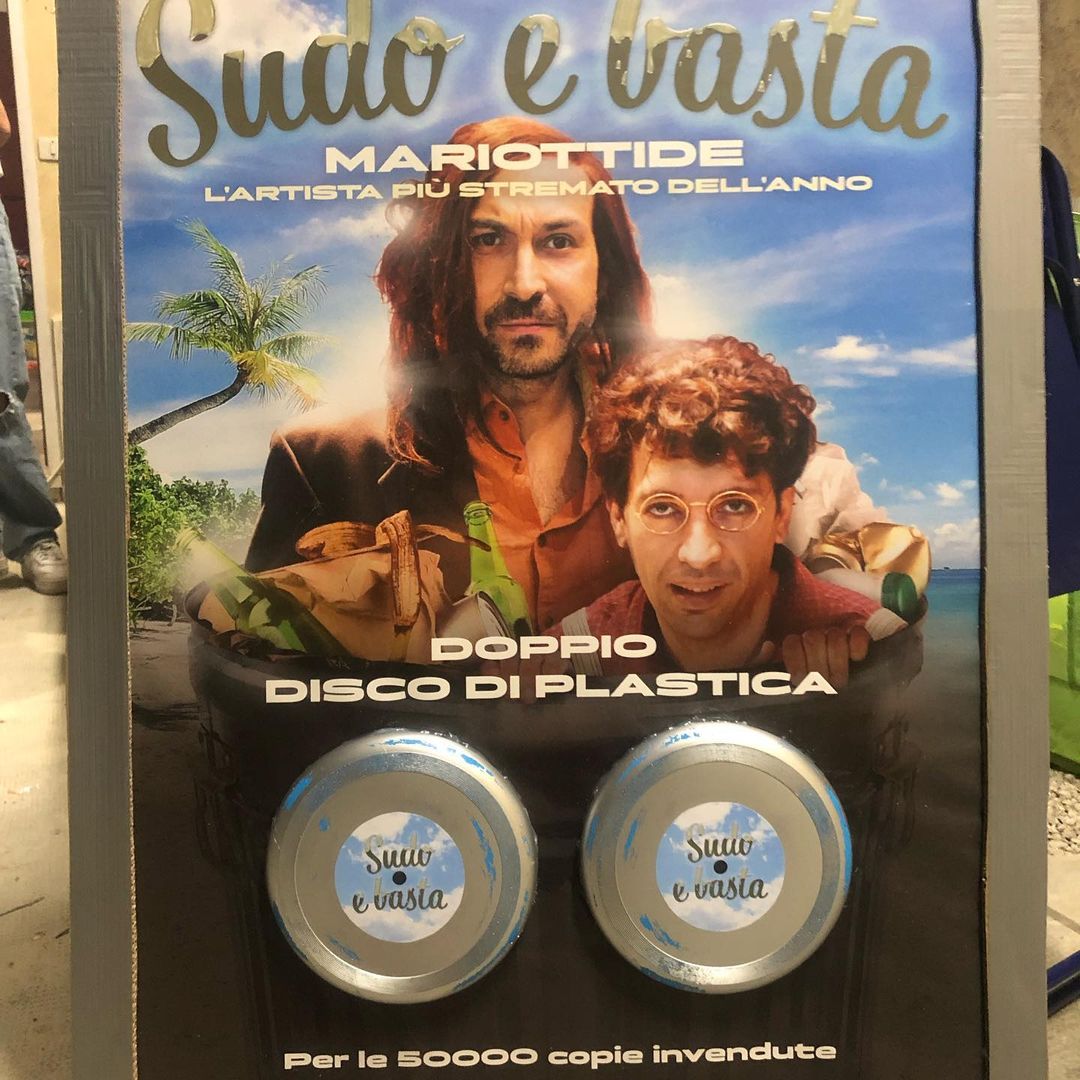 Sudo e basta
MARIOTTIDE
L'ARTISTA PIÙ STREMATO DELL'ANNO
DOPPIO
DISCO DI PLASTICA
Sudo
e basta
Sudo
e basta
Per le 50000 copie invendute